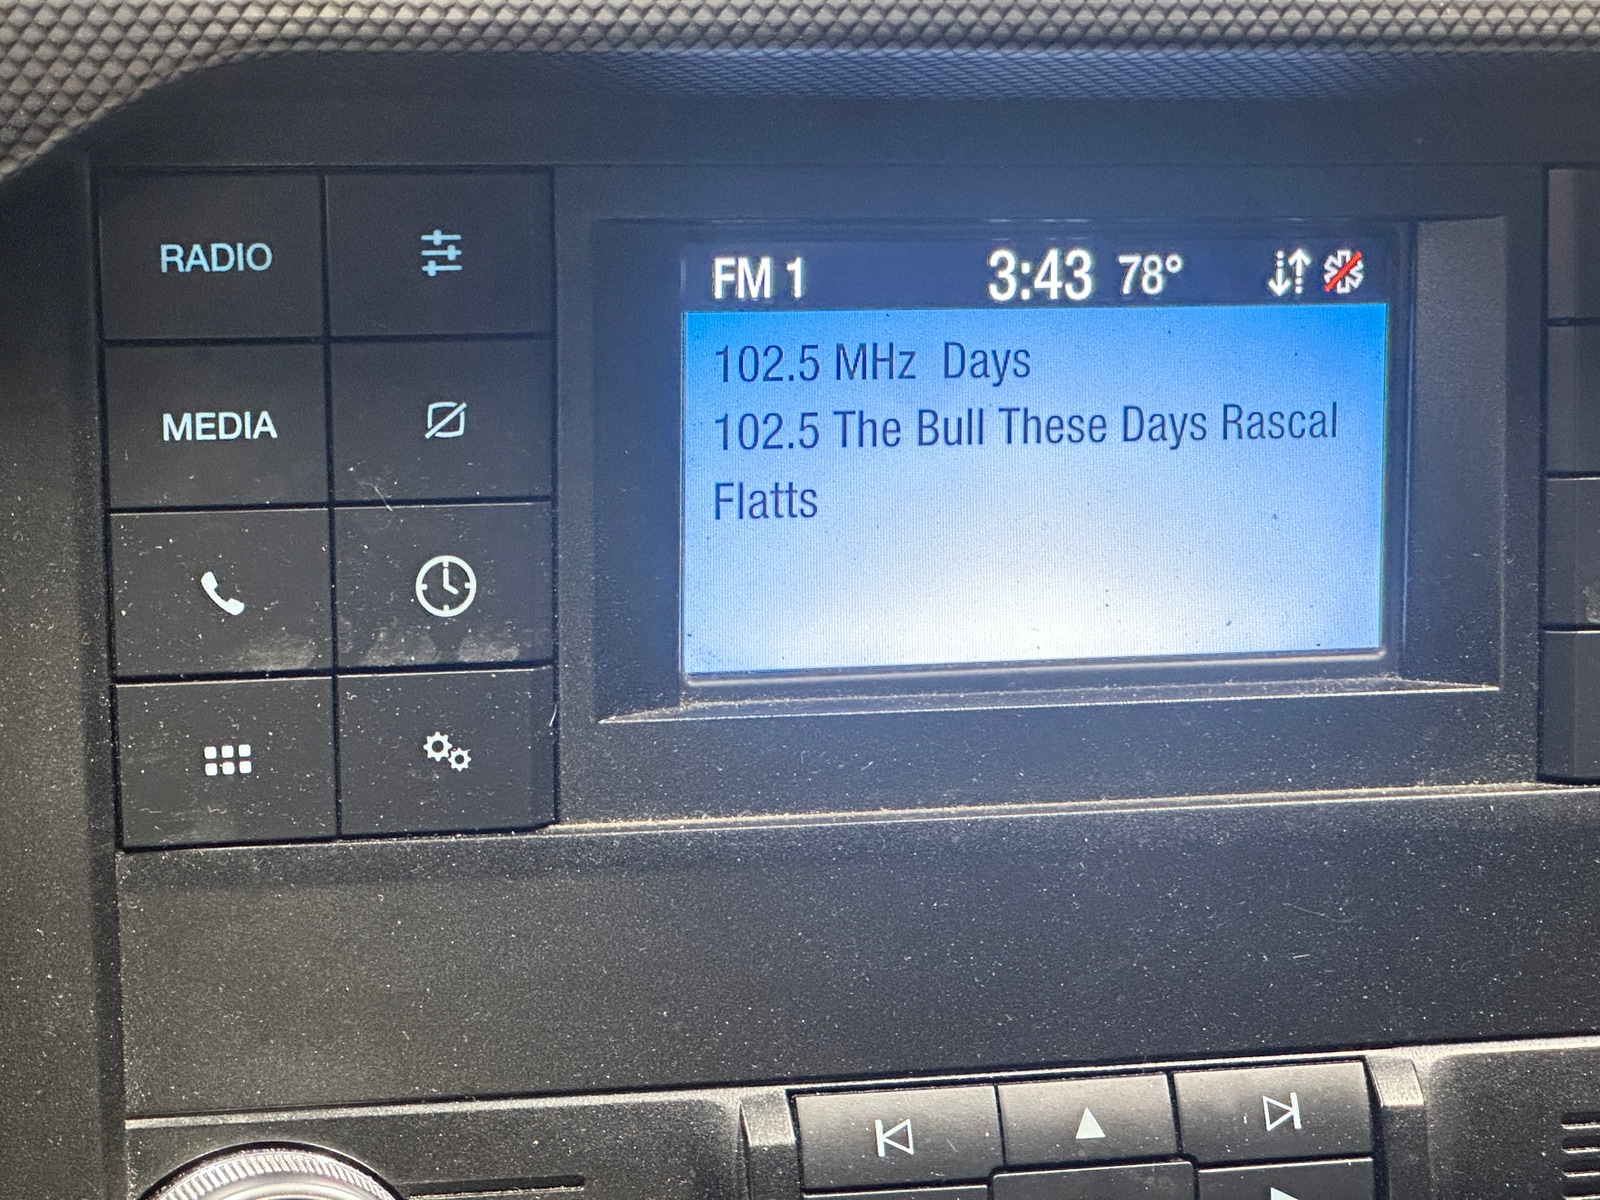 RADIO
MEDIA
FM 1 3:43 78°
102.5 MHz Days
102.5 The Bull These Days Rascal
Flatts